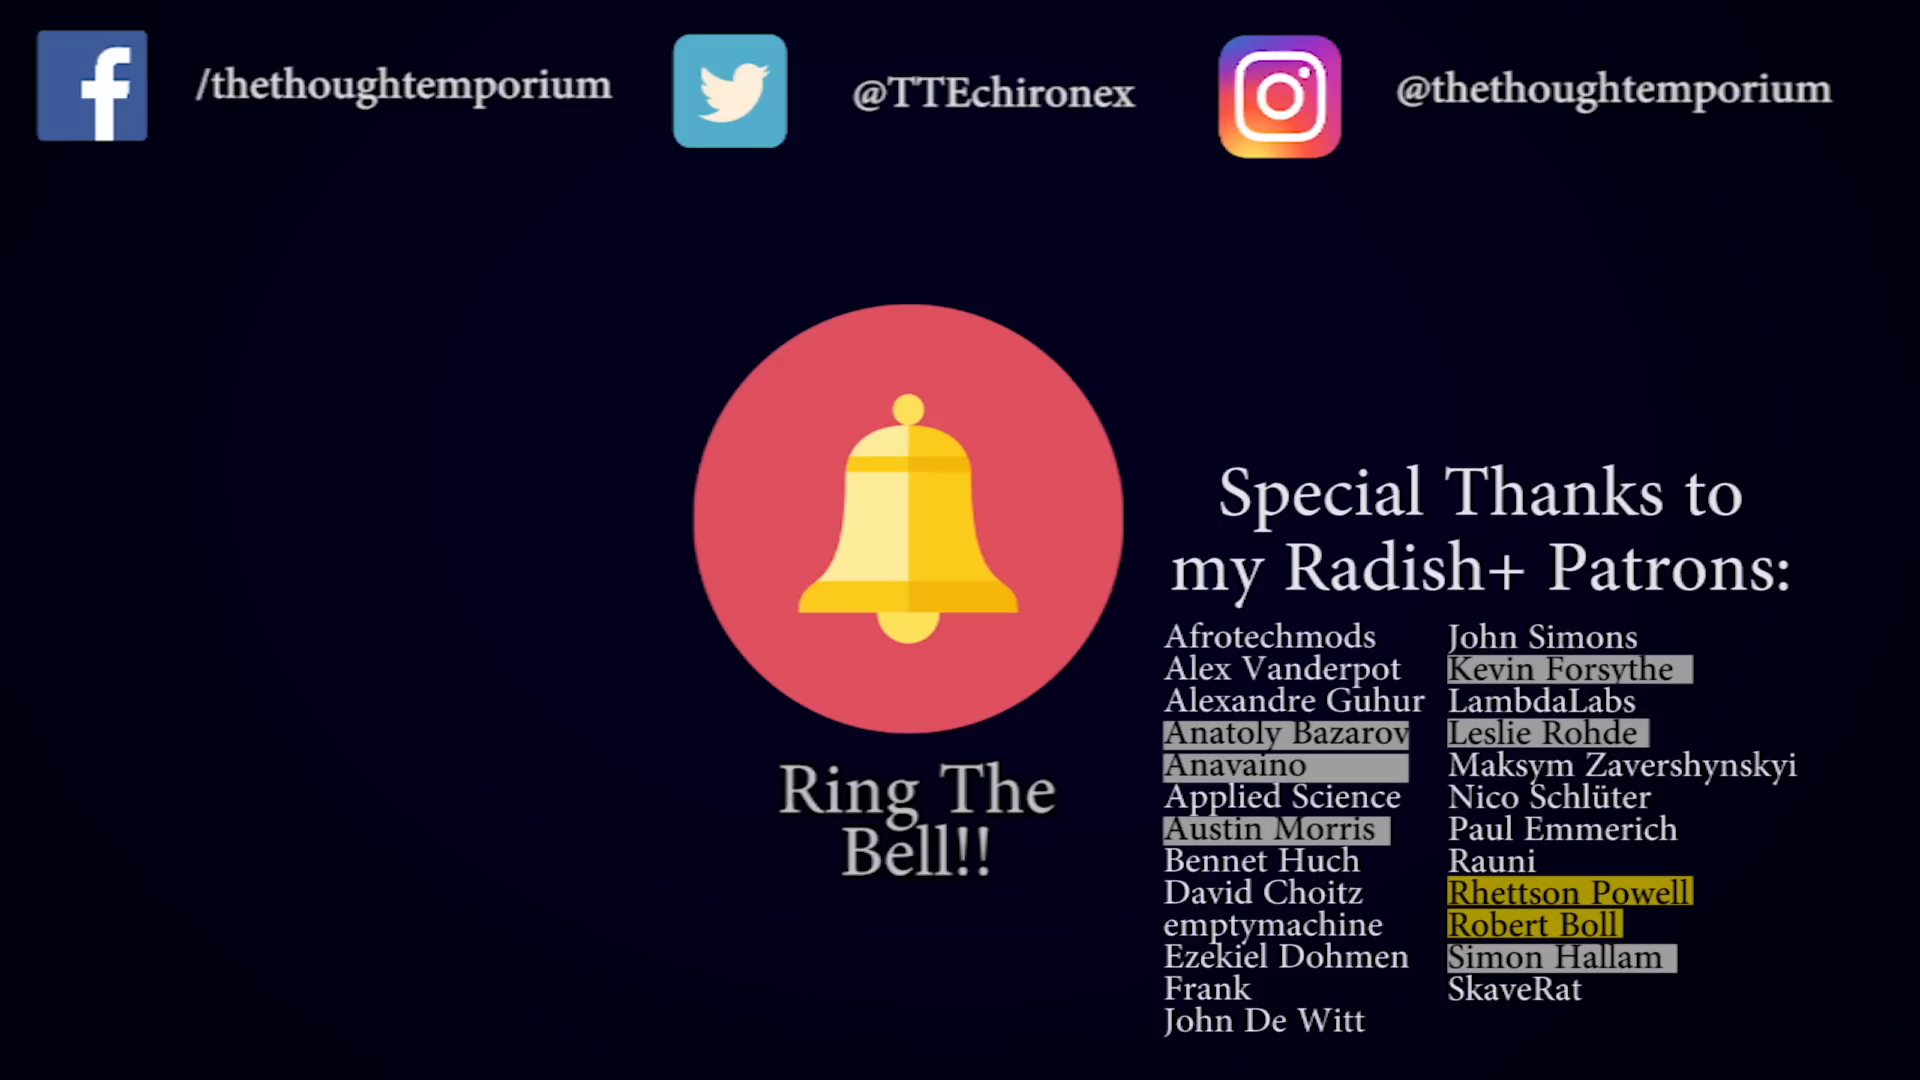 /thethoughtemporium
@TTEchironex
@thethoughtemporium
Ring The
Bell!!
Special Thanks to
my Radish+ Patrons:
Afrotechmods
Alex Vanderpot
Alexandre Guhur
Anatoly Bazarov
Anavaino
Applied Science
Austin Morris
Bennet Huch
David Choitz
emptymachine
Ezekiel Dohmen
Frank
John De Witt
John Simons
Kevin Forsythe
LambdaLabs
Leslie Rohde
Maksym Zavershynskyi
Nico Schlüter
Paul Emmerich
Rauni
Rhettson Powell
Robert Boll
Simon Hallam
SkaveRat